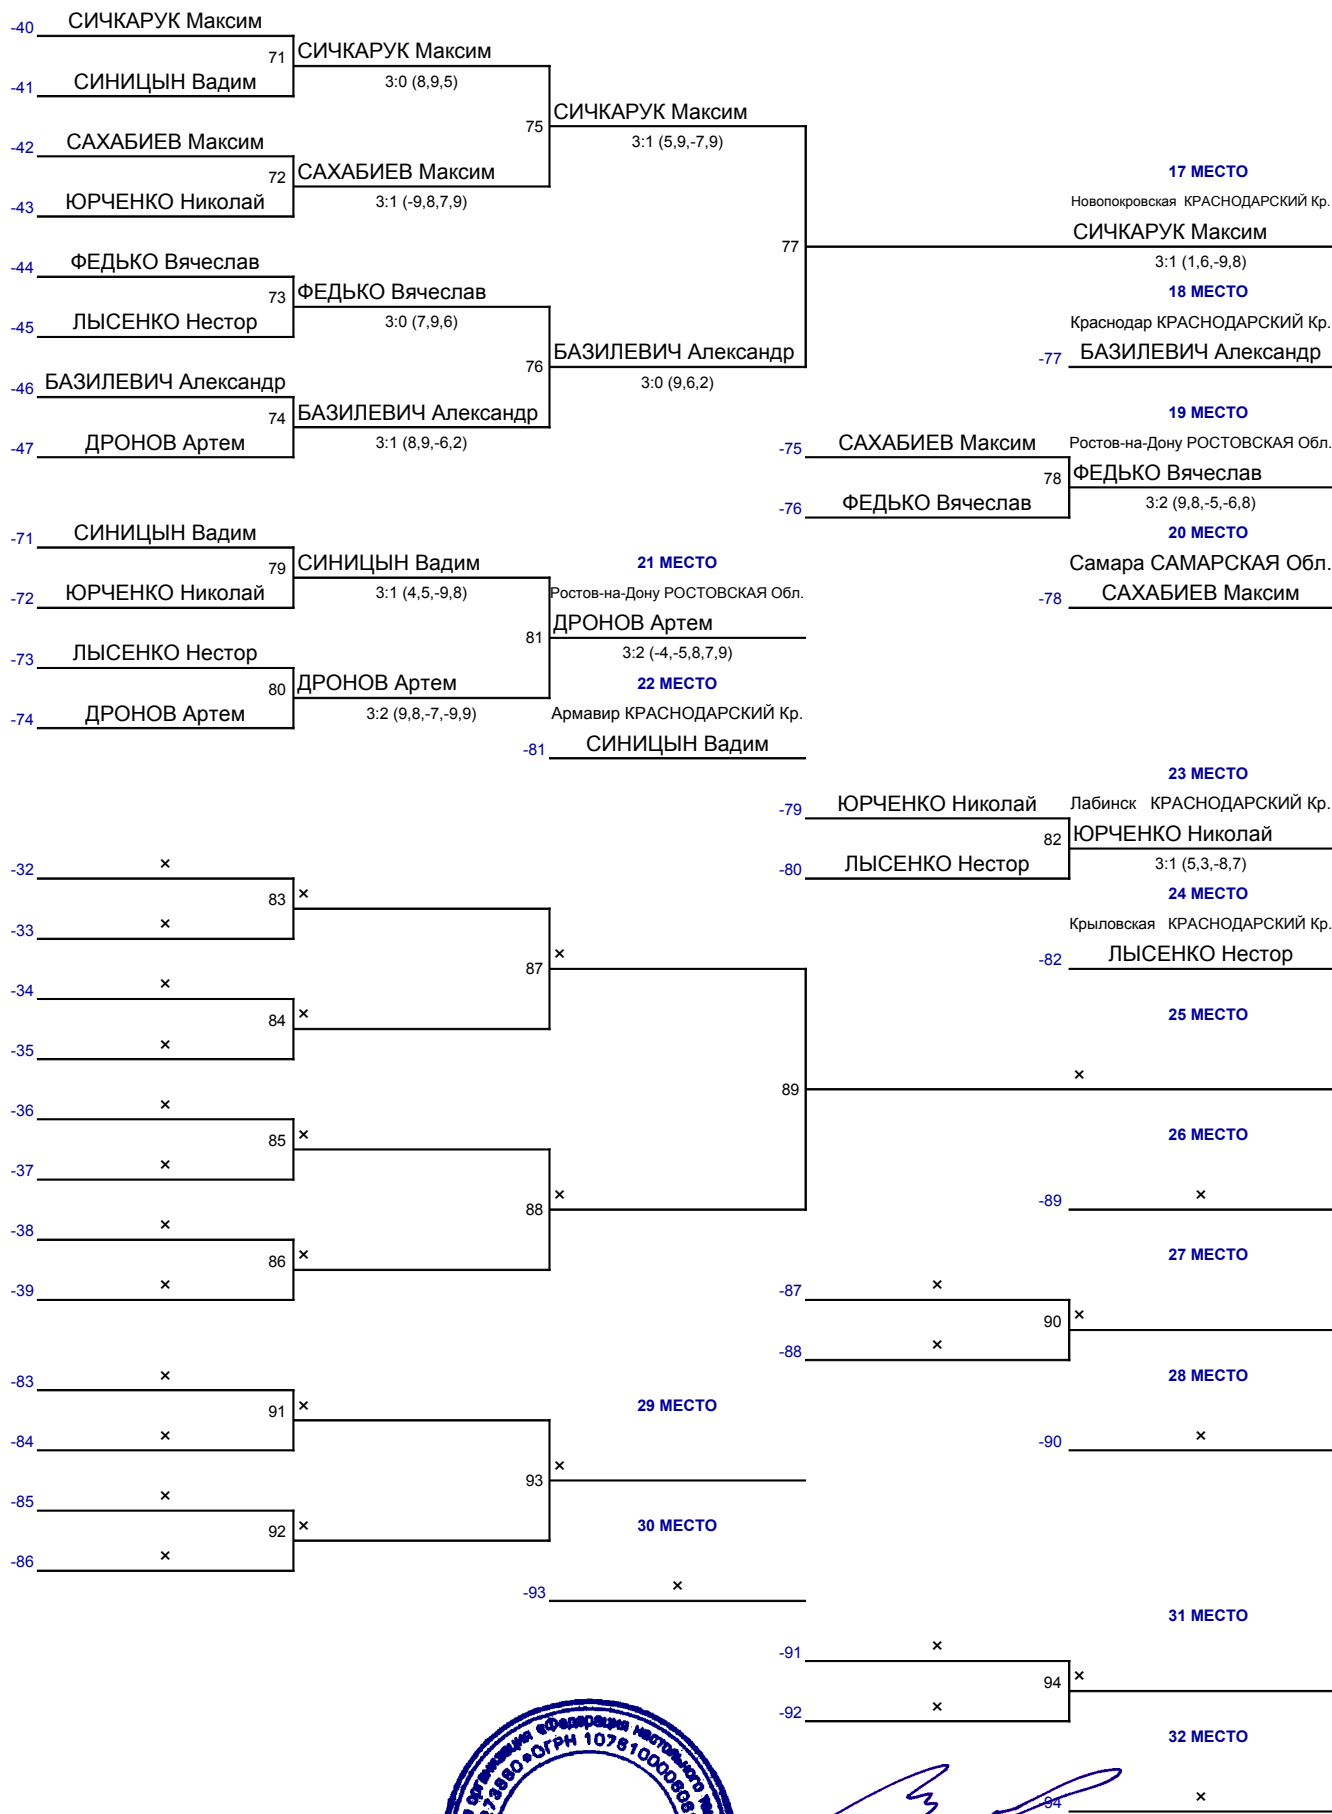 -40 СИЧКАРУК Максим
71 СИЧКАРУК Максим
-41 СИНИЦЫН Вадим
3:0 (8,9,5)
75 СИЧКАРУК Максим
3:1 (5,9,-7,9)
-42 САХАБИЕВ Максим
72 САХАБИЕВ Максим
-43 ЮРЧЕНКО Николай
3:1 (-9,8,7,9)
17 МЕСТО
Новопокровская КРАСНОДАРСКИЙ Кр.
77 СИЧКАРУК Максим
3:1 (1,6,-9,8)
-44 ФЕДЬКО Вячеслав
73 ФЕДЬКО Вячеслав
-45 ЛЫСЕНКО Нестор
3:0 (7,9,6)
18 МЕСТО
Краснодар КРАСНОДАРСКИЙ Кр.
-77 БАЗИЛЕВИЧ Александр
76 БАЗИЛЕВИЧ Александр
3:0 (9,6,2)
-46 БАЗИЛЕВИЧ Александр
74 БАЗИЛЕВИЧ Александр
-47 ДРОНОВ Артем
3:1 (8,9,-6,2)
19 МЕСТО
-75 САХАБИЕВ Максим
Ростов-на-Дону РОСТОВСКАЯ Обл.
78 ФЕДЬКО Вячеслав
-76 ФЕДЬКО Вячеслав
3:2 (9,8,-5,-6,8)
20 МЕСТО
Самара САМАРСКАЯ Обл.
-78 САХАБИЕВ Максим
-71 СИНИЦЫН Вадим
79 СИНИЦЫН Вадим
-72 ЮРЧЕНКО Николай
3:1 (4,5,-9,8)
21 МЕСТО
Ростов-на-Дону РОСТОВСКАЯ Обл.
81 ДРОНОВ Артем
3:2 (-4,-5,8,7,9)
-73 ЛЫСЕНКО Нестор
80 ДРОНОВ Артем
-74 ДРОНОВ Артем
3:2 (9,8,-7,-9,9)
22 МЕСТО
Армавир КРАСНОДАРСКИЙ Кр.
-81 СИНИЦЫН Вадим
23 МЕСТО
-79 ЮРЧЕНКО Николай
Лабинск КРАСНОДАРСКИЙ Кр.
82 ЮРЧЕНКО Николай
-80 ЛЫСЕНКО Нестор
3:1 (5,3,-8,7)
24 МЕСТО
Крыловская КРАСНОДАРСКИЙ Кр.
-82 ЛЫСЕНКО Нестор
-32 ×
83 ×
-33 ×
87 ×
-34 ×
84 ×
-35 ×
25 МЕСТО
89 ×
-36 ×
85 ×
-37 ×
88 ×
-38 ×
86 ×
-39 ×
26 МЕСТО
-89 ×
27 МЕСТО
-87 ×
90 ×
-88 ×
28 МЕСТО
-90 ×
-83 ×
91 ×
-84 ×
29 МЕСТО
93 ×
-85 ×
92 ×
-86 ×
30 МЕСТО
-93 ×
31 МЕСТО
-91 ×
94 ×
-92 ×
32 МЕСТО
-94 ×
организация «Федерация настольного
ОГРН